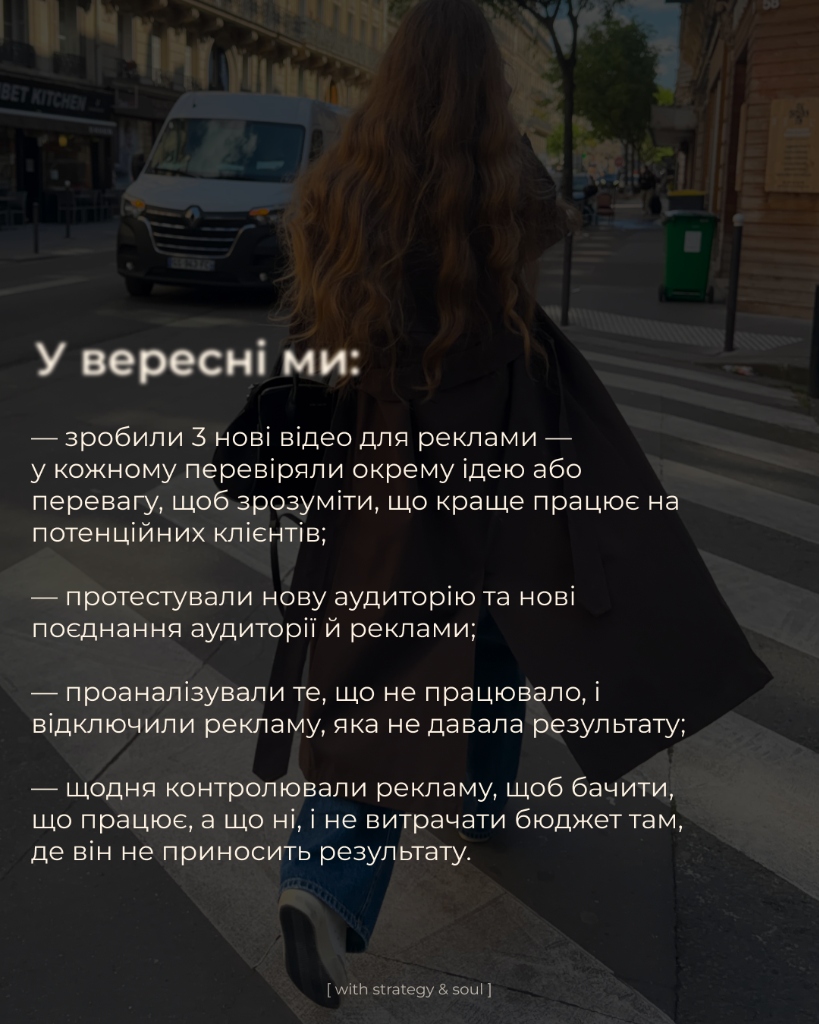 BET KITCHEN
58
У вересні ми:
— зробили 3 нові відео для реклами —
у кожному перевіряли окрему ідею або
перевагу, щоб зрозуміти, що краще працює на
потенційних клієнтів;
— протестували нову аудиторію та нові
поєднання аудиторії й реклами;
— проаналізували те, що не працювало, і
відключили рекламу, яка не давала результату;
— щодня контролювали рекламу, щоб бачити,
що працює, а що ні, і не витрачати бюджет там,
де він не приносить результату.
[ with strategy & soul ]